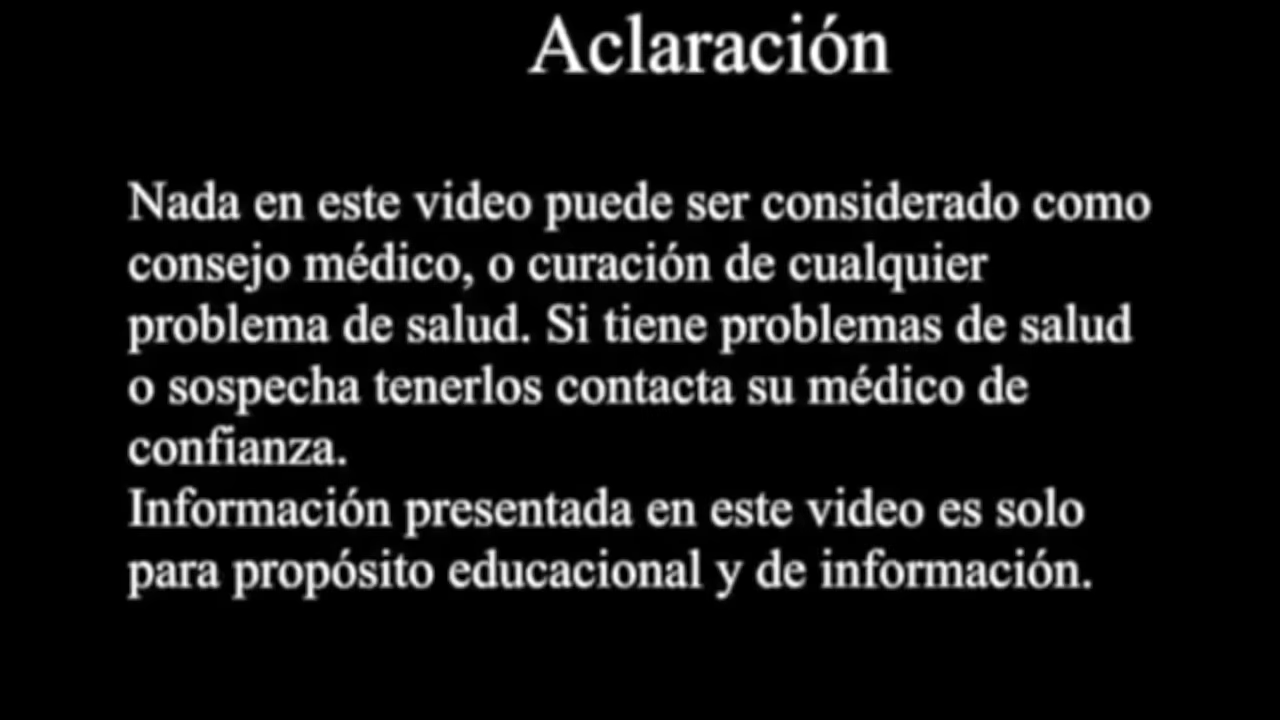 Aclaración
Nada en este video puede ser considerado como
consejo médico, o curación de cualquier
problema de salud. Si tiene problemas de salud
o sospecha tenerlos contacta su médico de
confianza.
Información presentada en este video es solo
para propósito educacional y de información.